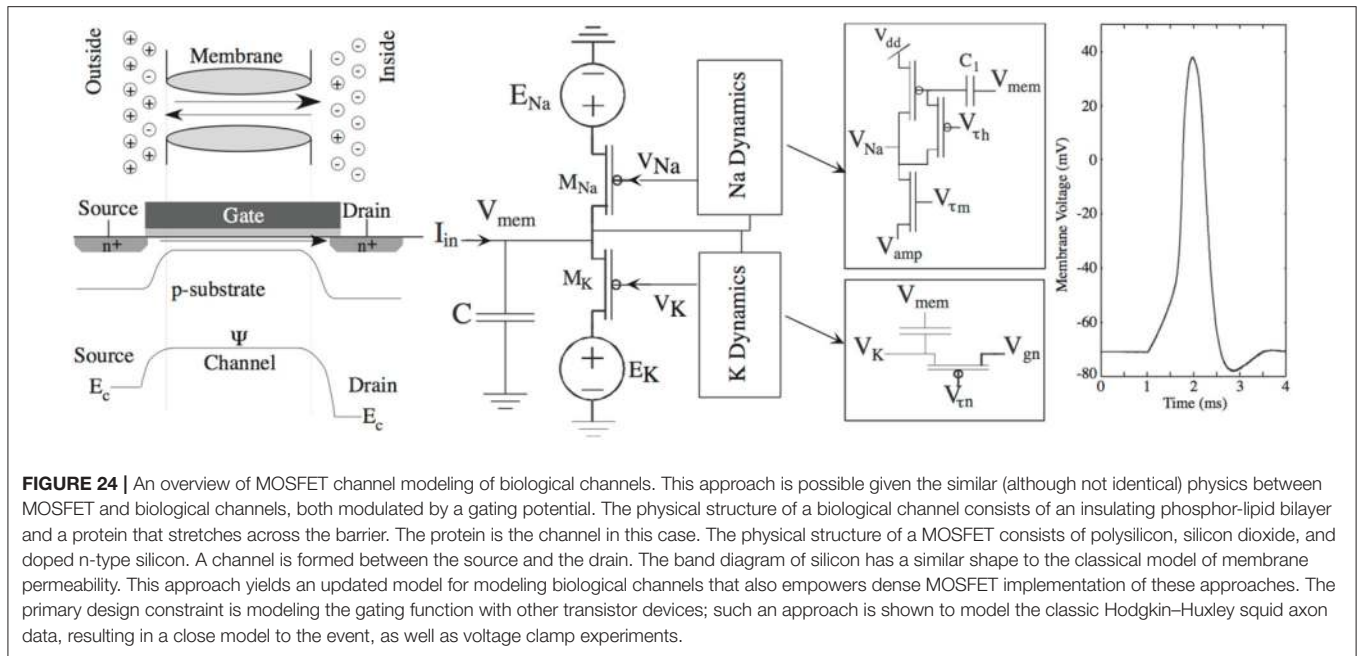 Outside
Membrane
Inside
Source
Gate
Drain
n+
n+
p-substrate
Ψ
Source
Channel
E_c
Drain
E_c
E_Na
M_Na
V_Na
Na Dynamics
V_mem
I_in
C
M_K
V_K
K Dynamics
E_K
V_dd
C_1
V_mem
V_τh
V_Na
V_τm
V_amp
V_mem
V_K
V_gn
V_τn
Membrane Voltage (mV)
40
20
0
-20
-40
-60
-80
0
1
2
3
4
Time (ms)
FIGURE 24 | An overview of MOSFET channel modeling of biological channels. This approach is possible given the similar (although not identical) physics between
MOSFET and biological channels, both modulated by a gating potential. The physical structure of a biological channel consists of an insulating phosphor-lipid bilayer
and a protein that stretches across the barrier. The protein is the channel in this case. The physical structure of a MOSFET consists of polysilicon, silicon dioxide, and
doped n-type silicon. A channel is formed between the source and the drain. The band diagram of silicon has a similar shape to the classical model of membrane
permeability. This approach yields an updated model for modeling biological channels that also empowers dense MOSFET implementation of these approaches. The
primary design constraint is modeling the gating function with other transistor devices; such an approach is shown to model the classic Hodgkin–Huxley squid axon
data, resulting in a close model to the event, as well as voltage clamp experiments.